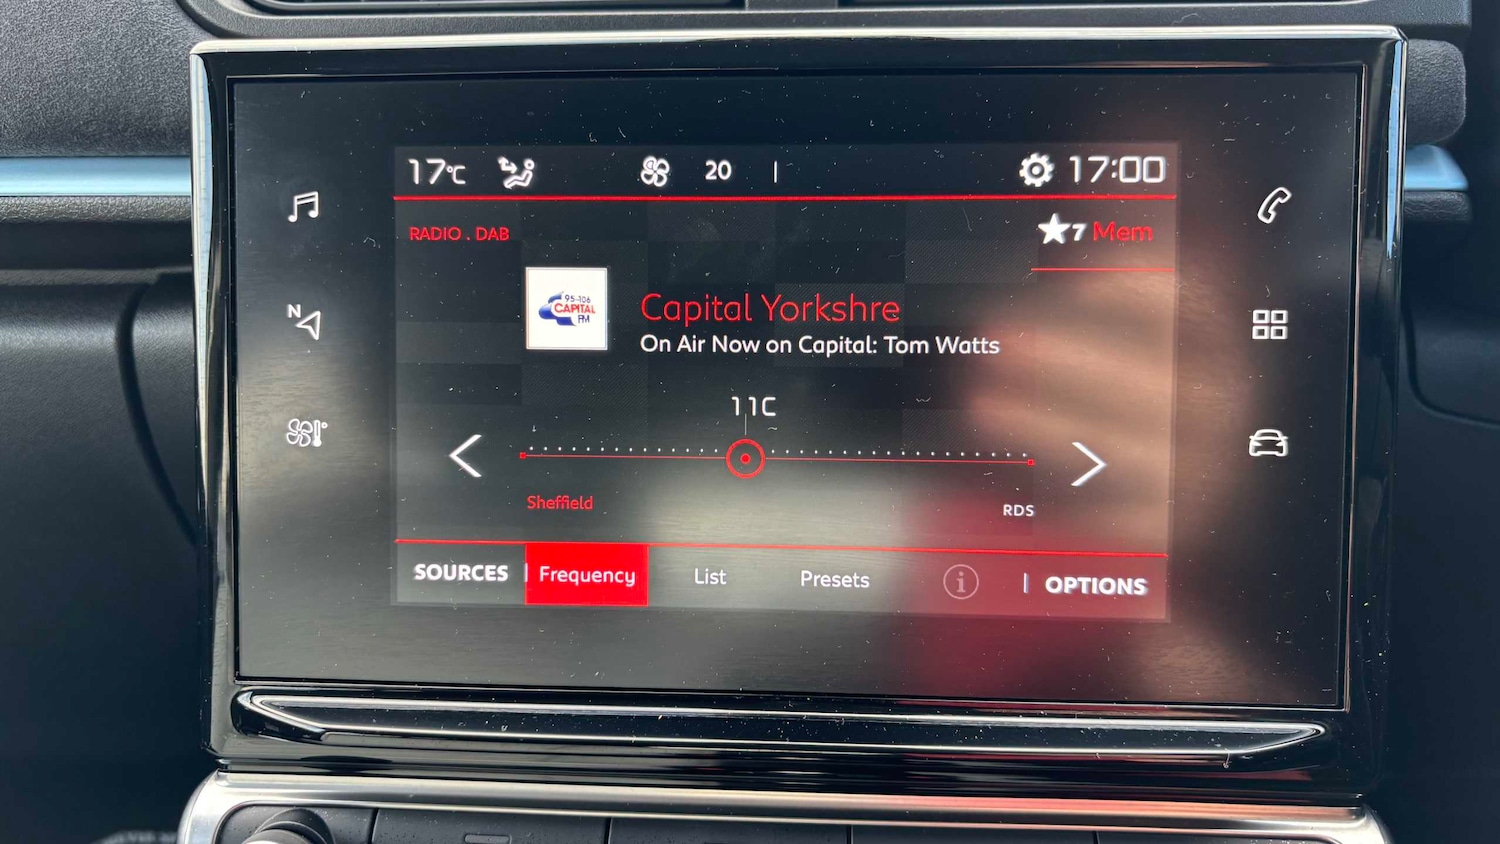 17°C 20 | 17:00
RADIO . DAB
★7 Mem
95-106
CAPITAL
FM
Capital Yorkshre
On Air Now on Capital: Tom Watts
N
11C
Sheffield
RDS
SOURCES | Frequency List Presets i | OPTIONS